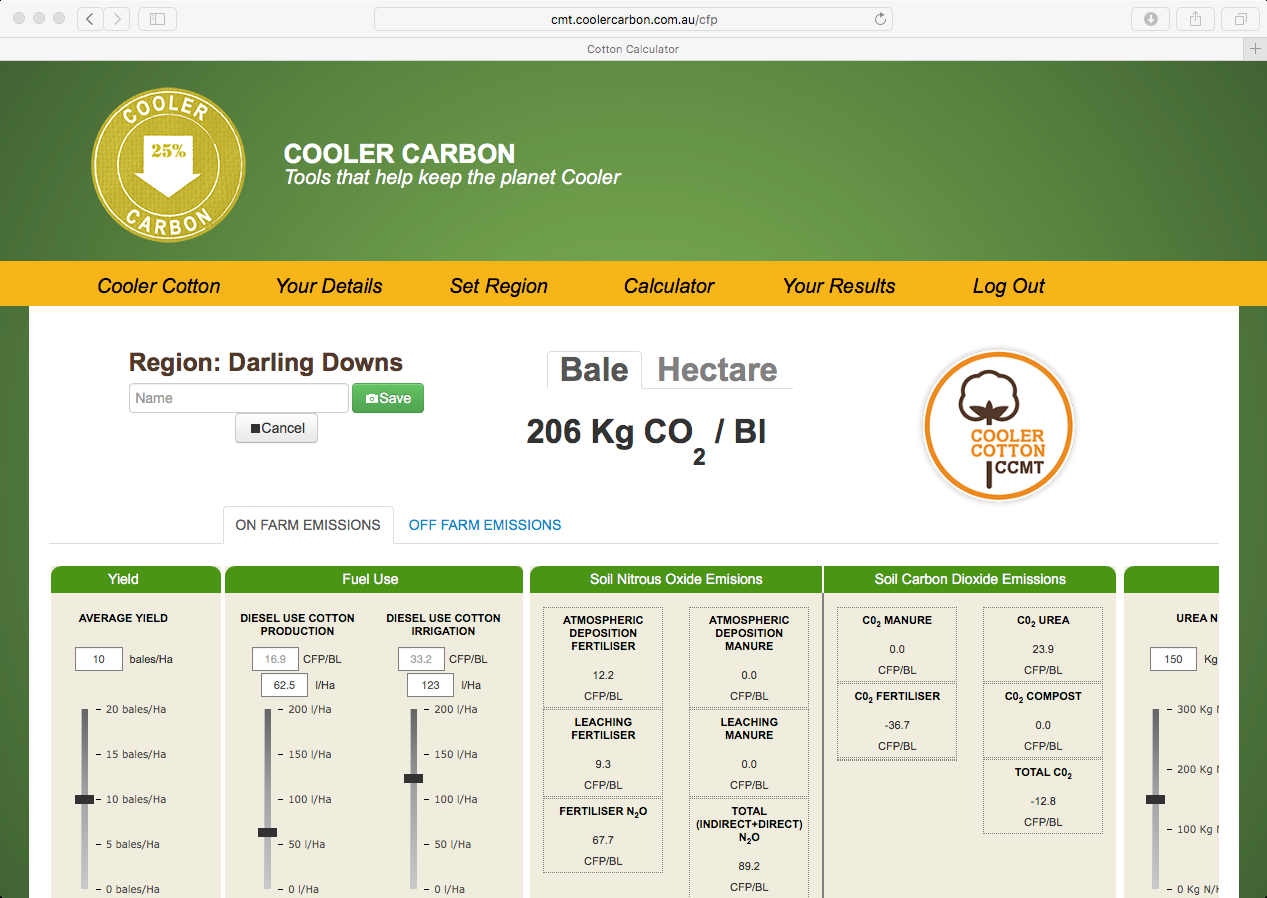 cmt.coolercarbon.com.au/cfp
Cotton Calculator
COOLER
25%
CARBON
COOLER CARBON
Tools that help keep the planet Cooler
Cooler Cotton Your Details Set Region Calculator Your Results Log Out
Region: Darling Downs
Name Save
Cancel
Bale Hectare
206 Kg CO2 / Bl
COOLER
COTTON
CCMT
ON FARM EMISSIONS OFF FARM EMISSIONS
Yield
AVERAGE YIELD
10 bales/Ha
20 bales/Ha
15 bales/Ha
10 bales/Ha
5 bales/Ha
0 bales/Ha
Fuel Use
DIESEL USE COTTON
PRODUCTION
16.9 CFP/BL
62.5 l/Ha
200 l/Ha
150 l/Ha
100 l/Ha
50 l/Ha
0 l/Ha
DIESEL USE COTTON
IRRIGATION
33.2 CFP/BL
123 l/Ha
200 l/Ha
150 l/Ha
100 l/Ha
50 l/Ha
0 l/Ha
Soil Nitrous Oxide Emisions
ATMOSPHERIC
DEPOSITION
FERTILISER
12.2
CFP/BL
LEACHING
FERTILISER
9.3
CFP/BL
FERTILISER N2O
67.7
CFP/BL
ATMOSPHERIC
DEPOSITION
MANURE
0.0
CFP/BL
LEACHING
MANURE
0.0
CFP/BL
TOTAL
(INDIRECT+DIRECT)
N2O
89.2
CFP/BL
Soil Carbon Dioxide Emissions
C02 MANURE
0.0
CFP/BL
C02 FERTILISER
-36.7
CFP/BL
C02 UREA
23.9
CFP/BL
C02 COMPOST
0.0
CFP/BL
TOTAL C02
-12.8
CFP/BL
UREA N
150 Kg
300 Kg N
200 Kg N
100 Kg N
0 Kg N/H